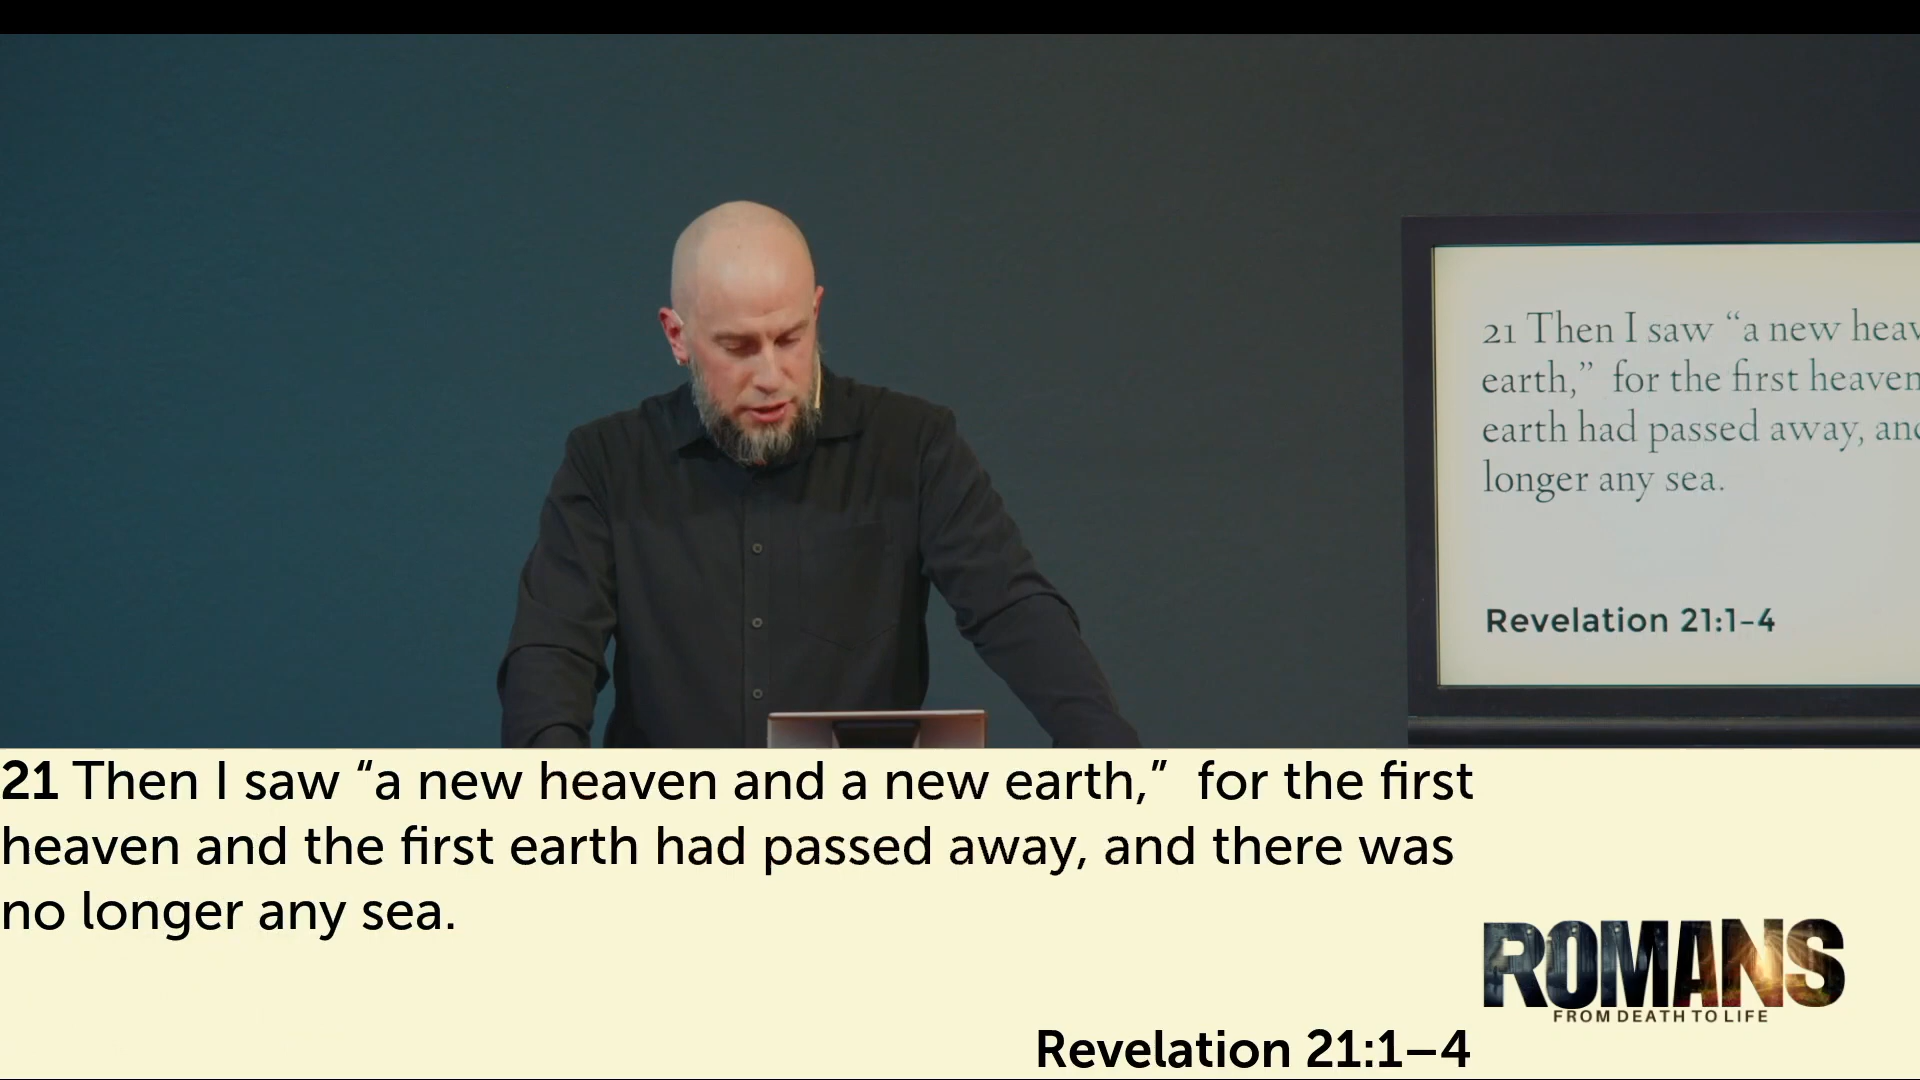 21 Then I saw “a new heav
earth,” for the first heaven
earth had passed away, and
longer any sea.
Revelation 21:1–4
21 Then I saw “a new heaven and a new earth,” for the first
heaven and the first earth had passed away, and there was
no longer any sea.
ROMANS
FROM DEATH TO LIFE
Revelation 21:1–4